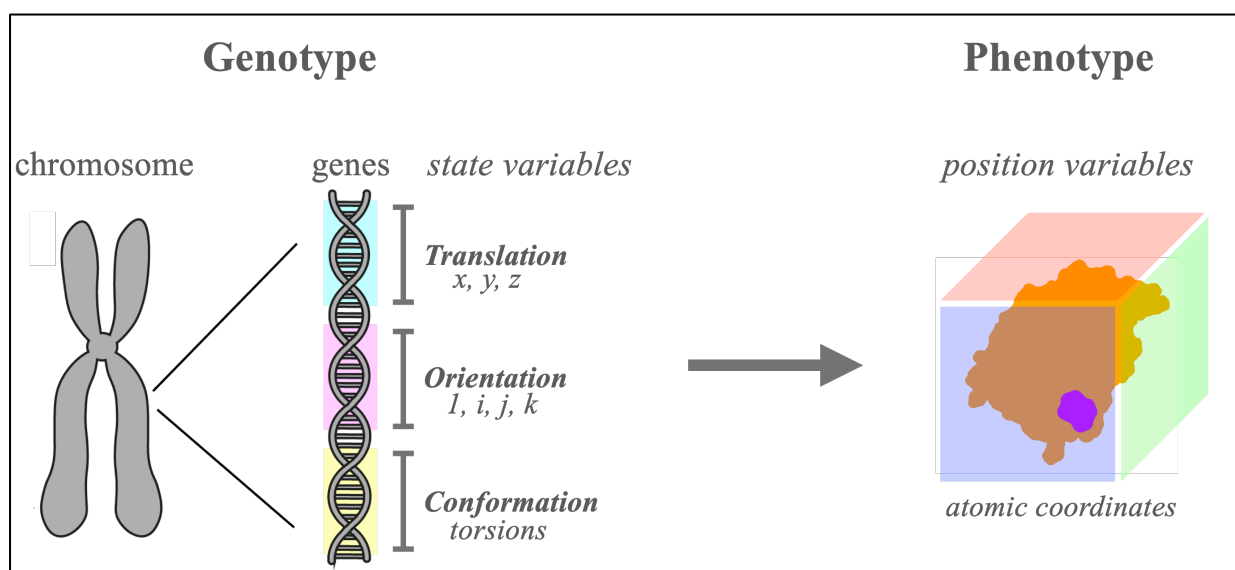 Genotype
Phenotype
chromosome
genes
state variables
position variables
Translation
x, y, z
Orientation
1, i, j, k
Conformation
torsions
atomic coordinates